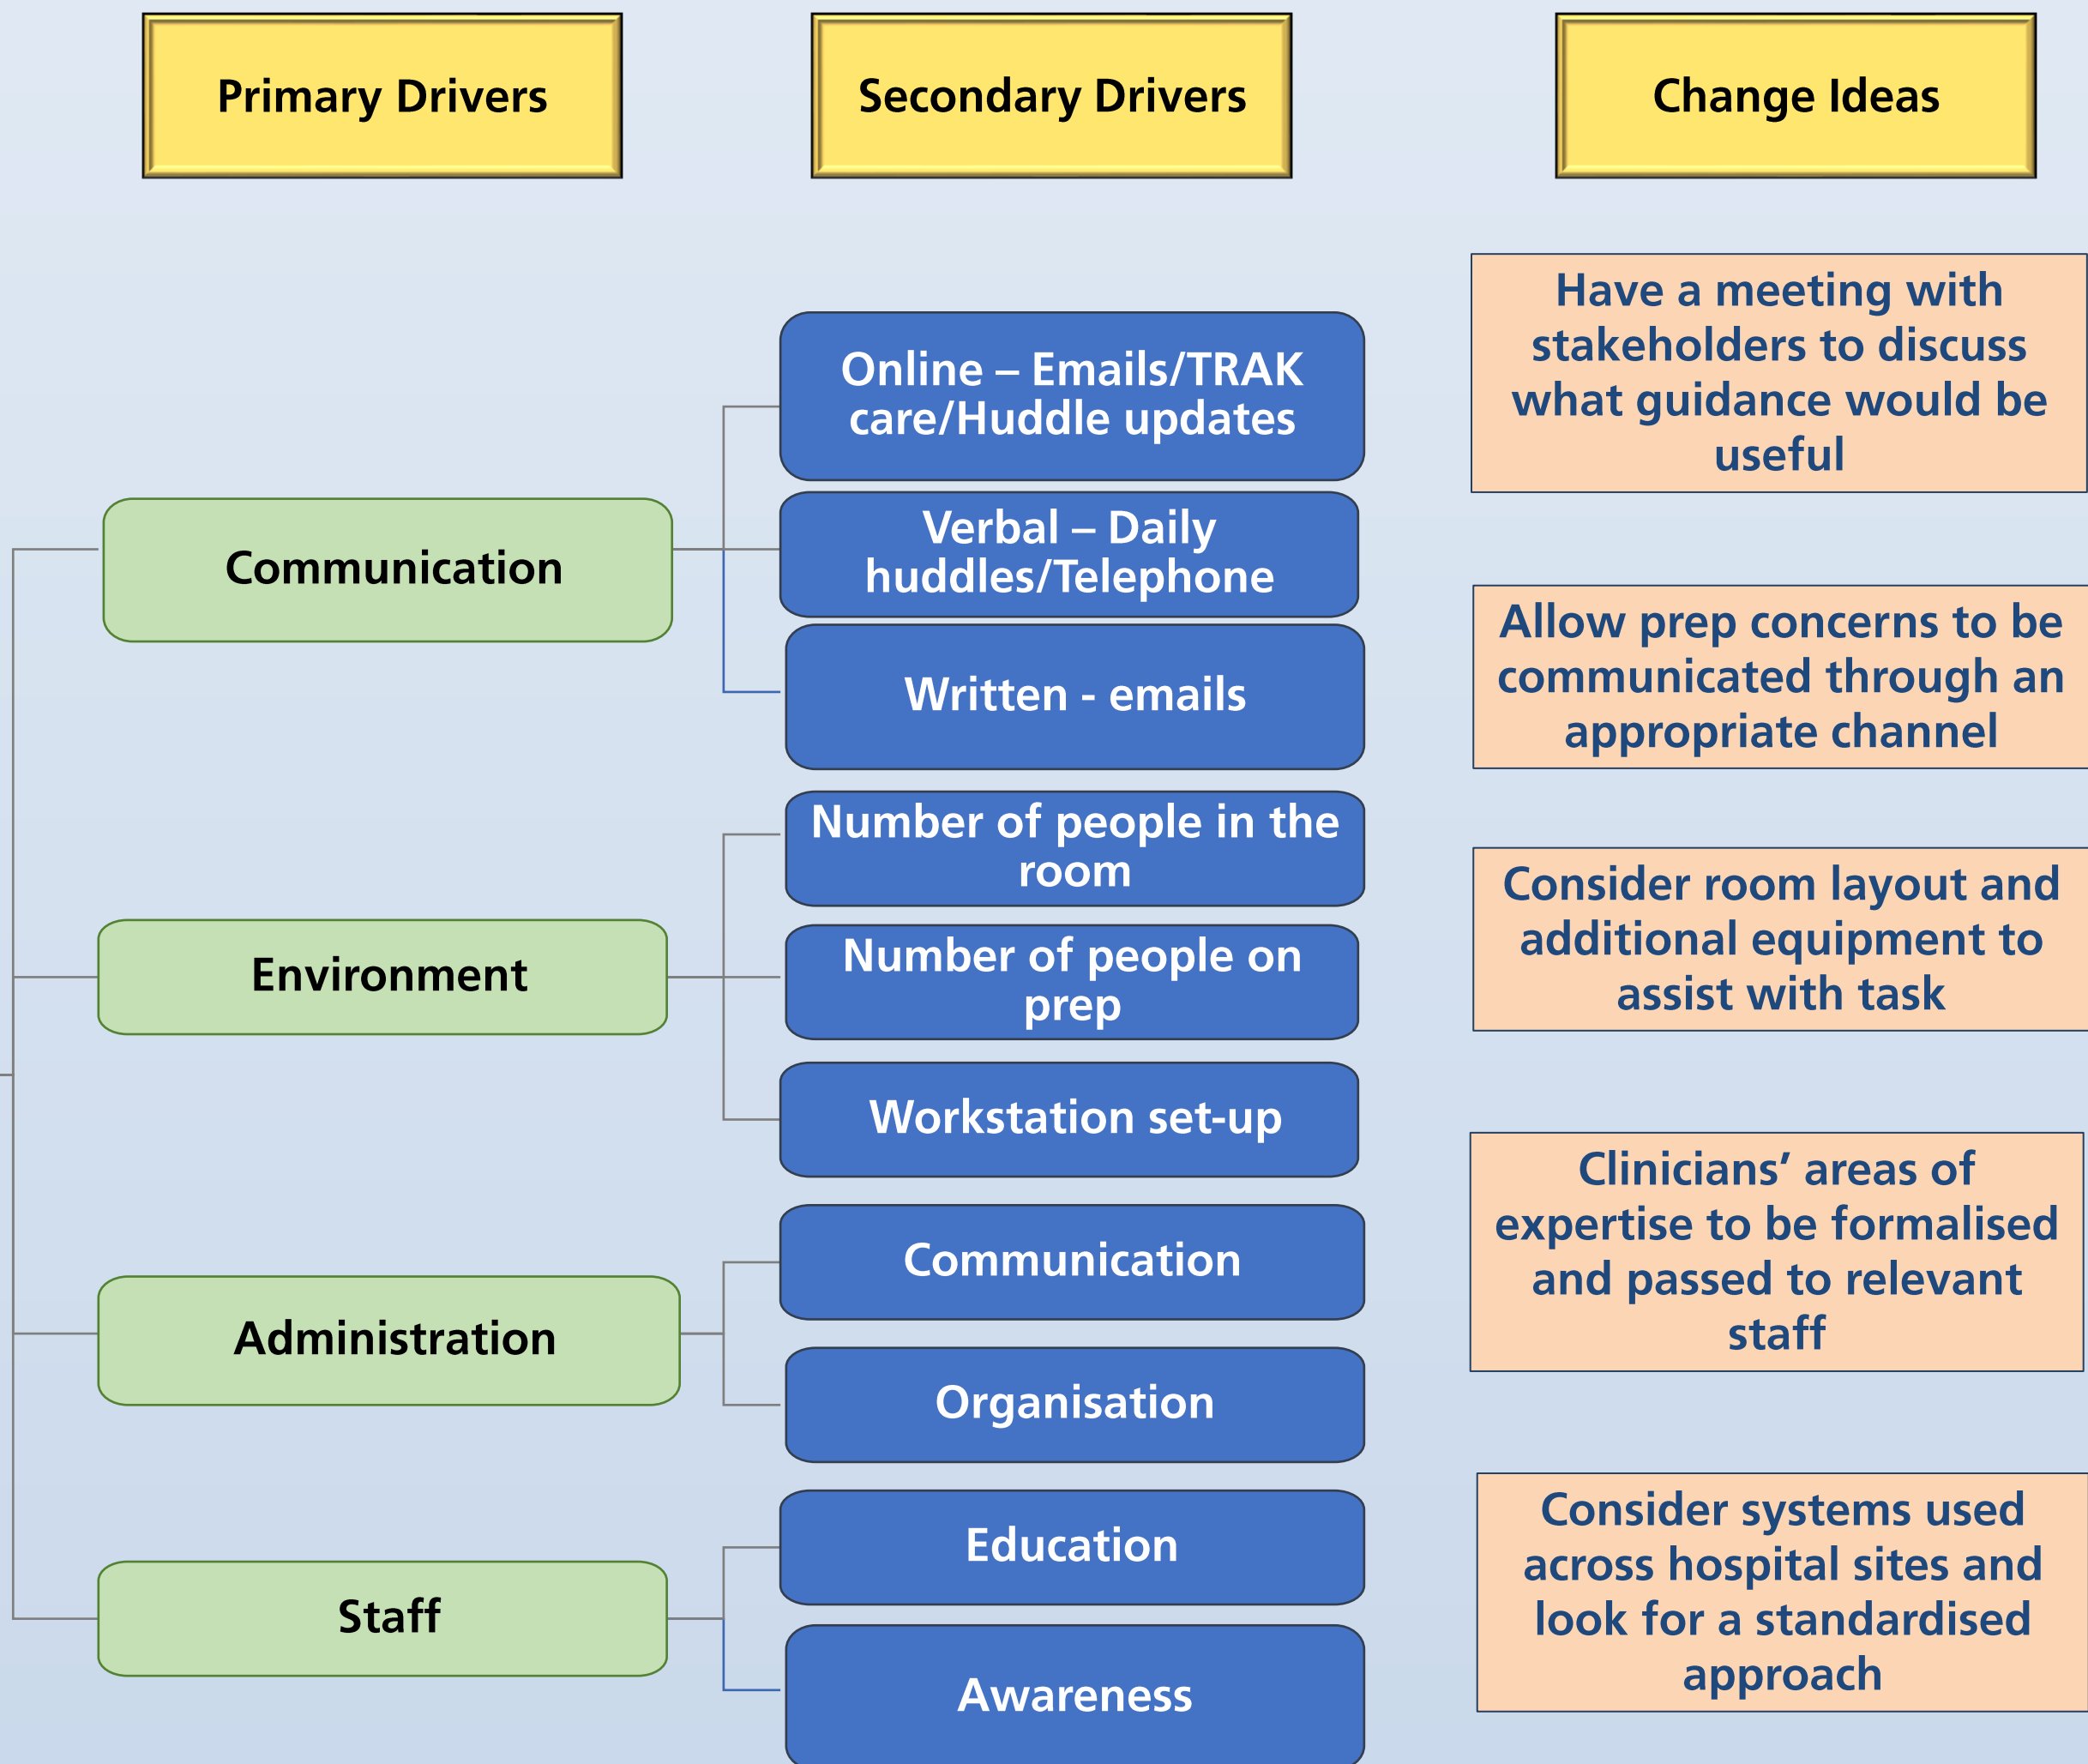 Primary Drivers
Secondary Drivers
Change Ideas
Communication
Environment
Administration
Staff
Online – Emails/TRAK
care/Huddle updates
Verbal – Daily
huddles/Telephone
Written - emails
Number of people in the
room
Number of people on
prep
Workstation set-up
Communication
Organisation
Education
Awareness
Have a meeting with
stakeholders to discuss
what guidance would be
useful
Allow prep concerns to be
communicated through an
appropriate channel
Consider room layout and
additional equipment to
assist with task
Clinicians’ areas of
expertise to be formalised
and passed to relevant
staff
Consider systems used
across hospital sites and
look for a standardised
approach